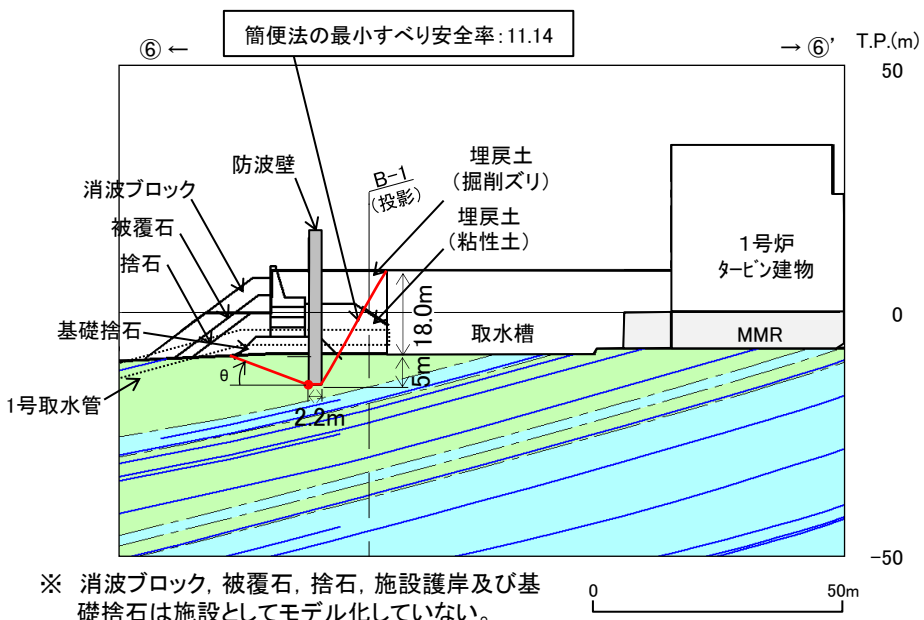 簡便法の最小すべり安全率:11.14
⑥ ←
→ ⑥’
T.P.(m)
50
防波壁
B-1
(投影)
埋戻土
(掘削ズリ)
埋戻土
(粘性土)
消波ブロック
被覆石
捨石
基礎捨石
1号取水管
1号炉
タービン建物
0
18.0m
取水槽
MMR
θ
5m
2.2m
-50
※ 消波ブロック, 被覆石, 捨石, 施設護岸及び基
礎捨石は施設としてモデル化していない。
0
50m